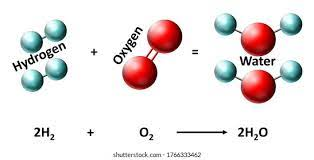 Hydrogen + Oxygen = Water
2H₂ + O₂ ⟶ 2H₂O
shutterstock.com · 1766333462